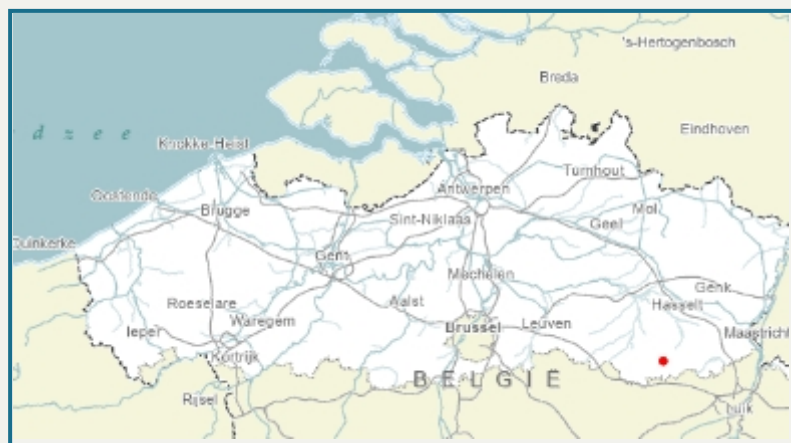 's-Hertogenbosch
Breda
Eindhoven
dzee
Knokke-Heist
Turnhout
Antwerpen
Oostende
Brugge
Mol
Sint-Niklaas
Geel
Duinkerke
Gent
Mechelen
Genk
Roeselare
Aalst
Hasselt
Waregem
Brussel
Leuven
Ieper
Maastricht
Kortrijk
BELGIË
Rijsel
Luik